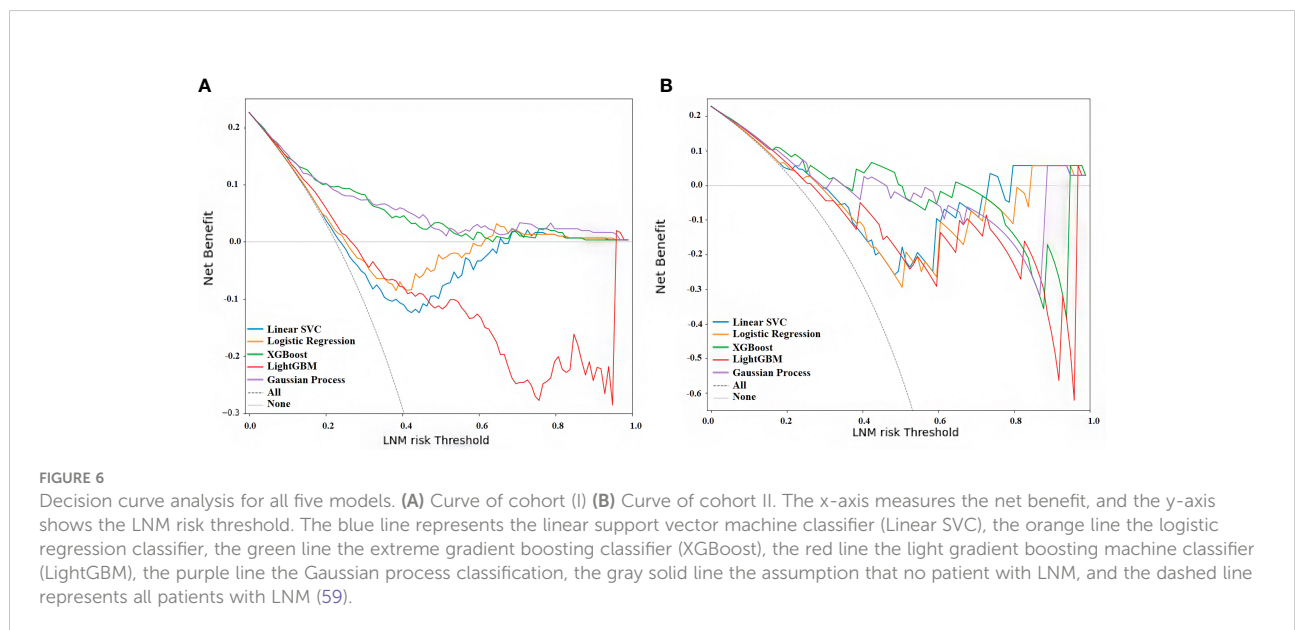 A
B
0.2
0.1
0.0
−0.1
−0.2
−0.3
0.0
0.2
0.4
0.6
0.8
1.0
Net Benefit
LNM risk Threshold
Linear SVC
Logistic Regression
XGBoost
LightGBM
Gaussian Process
All
None
0.2
0.1
0.0
-0.1
-0.2
-0.3
-0.4
-0.5
-0.6
0.0
0.2
0.4
0.6
0.8
1.0
Net Benefit
LNM risk Threshold
Linear SVC
Logistic Regression
XGBoost
LightGBM
Gaussian Process
All
None
FIGURE 6
Decision curve analysis for all five models. (A) Curve of cohort (I) (B) Curve of cohort II. The x-axis measures the net benefit, and the y-axis
shows the LNM risk threshold. The blue line represents the linear support vector machine classifier (Linear SVC), the orange line the logistic
regression classifier, the green line the extreme gradient boosting classifier (XGBoost), the red line the light gradient boosting machine classifier
(LightGBM), the purple line the Gaussian process classification, the gray solid line the assumption that no patient with LNM, and the dashed line
represents all patients with LNM (59).